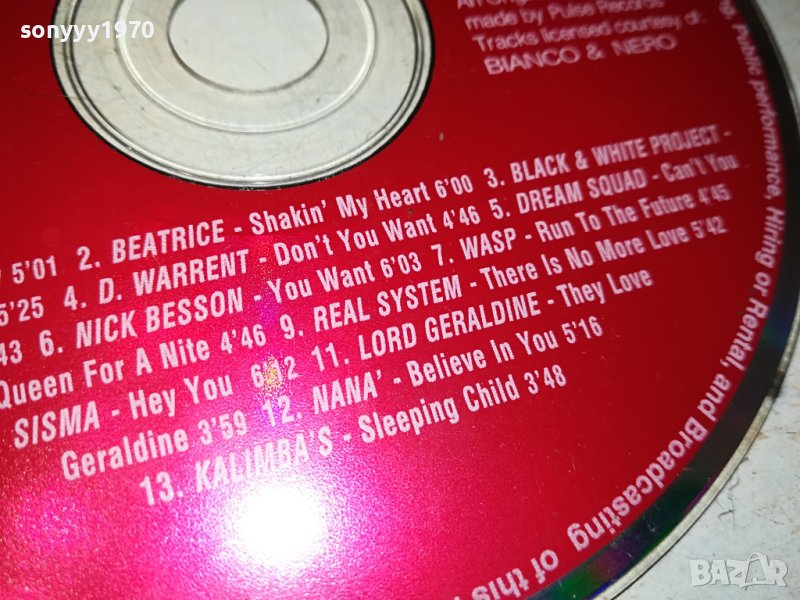 sonyyy1970
made by Pulse Records
Tracks licensed courtesy of:
BIANCO & NERO
5'01 2. BEATRICE - Shakin' My Heart 6'00 3. BLACK & WHITE PROJECT -
5'25 4. D. WARRENT - Don't You Want 4'46 5. DREAM SQUAD - Can't You
43 6. NICK BESSON - You Want 6'03 7. WASP - Run To The Future 4'45
Queen For A Nite 4'46 9. REAL SYSTEM - There Is No More Love 5'42
SISMA - Hey You 6'12 11. LORD GERALDINE - They Love
Geraldine 3'59 12. NANA' - Believe In You 5'16
13. KALIMBA'S - Sleeping Child 3'48
Public performance, Hiring or Rental, and Broadcasting of this
BAZAR